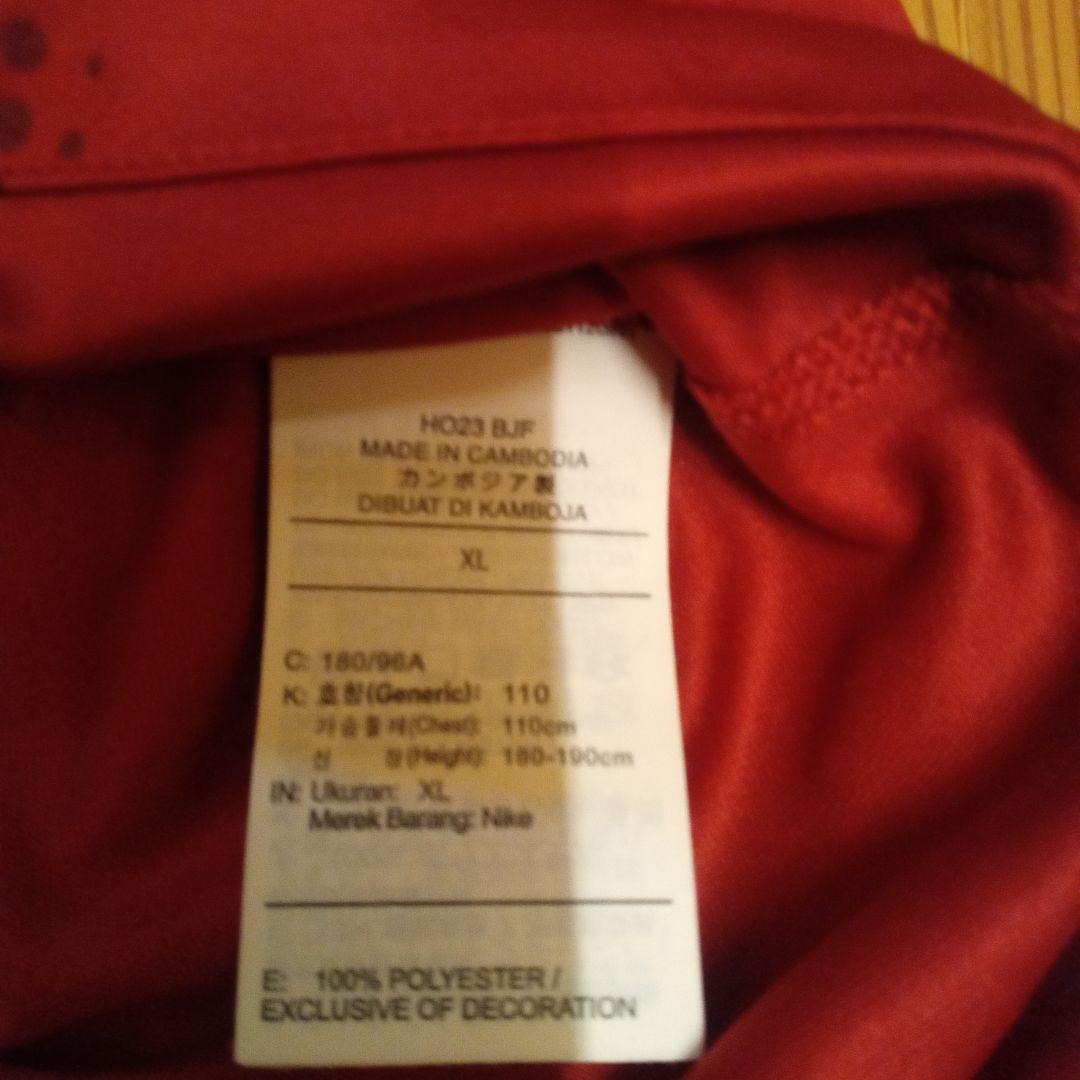 HO23 BJF
MADE IN CAMBODIA
カンボジア製
DIBUAT DI KAMBOJA
XL
C: 180/96A
K: 호칭(Generic): 110
가슴둘레(Chest): 110cm
신 장(Height): 180-190cm
IN: Ukuran: XL
Merek Barang: Nike
E: 100% POLYESTER /
EXCLUSIVE OF DECORATION